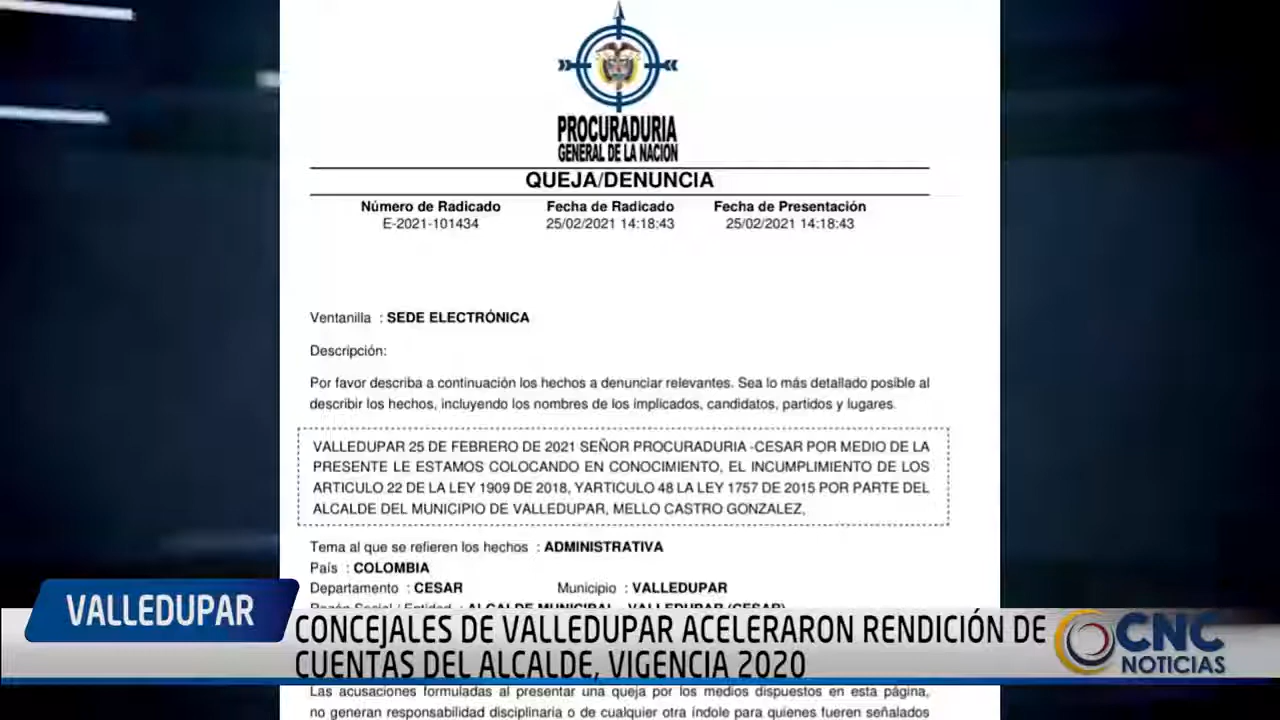 PROCURADURIA
GENERAL DE LA NACION
QUEJA/DENUNCIA
Número de Radicado Fecha de Radicado Fecha de Presentación
E-2021-101434 25/02/2021 14:18:43 25/02/2021 14:18:43
Ventanilla : SEDE ELECTRÓNICA
Descripción:
Por favor describa a continuación los hechos a denunciar relevantes. Sea lo más detallado posible al
describir los hechos, incluyendo los nombres de los implicados, candidatos, partidos y lugares.
VALLEDUPAR 25 DE FEBRERO DE 2021 SEÑOR PROCURADURIA -CESAR POR MEDIO DE LA
PRESENTE LE ESTAMOS COLOCANDO EN CONOCIMIENTO, EL INCUMPLIMIENTO DE LOS
ARTICULO 22 DE LA LEY 1909 DE 2018, YARTICULO 48 LA LEY 1757 DE 2015 POR PARTE DEL
ALCALDE DEL MUNICIPIO DE VALLEDUPAR, MELLO CASTRO GONZALEZ,
Tema al que se refieren los hechos : ADMINISTRATIVA
País : COLOMBIA
Departamento : CESAR Municipio : VALLEDUPAR
Razón Social / Entidad : ALCALDE MUNICIPAL - VALLEDUPAR (CESAR)
VALLEDUPAR
CONCEJALES DE VALLEDUPAR ACELERARON RENDICIÓN DE
CUENTAS DEL ALCALDE, VIGENCIA 2020
CNC
NOTICIAS
Las acusaciones formuladas al presentar una queja por los medios dispuestos en esta página,
no generan responsabilidad disciplinaria o de cualquier otra índole para quienes fueren señalados